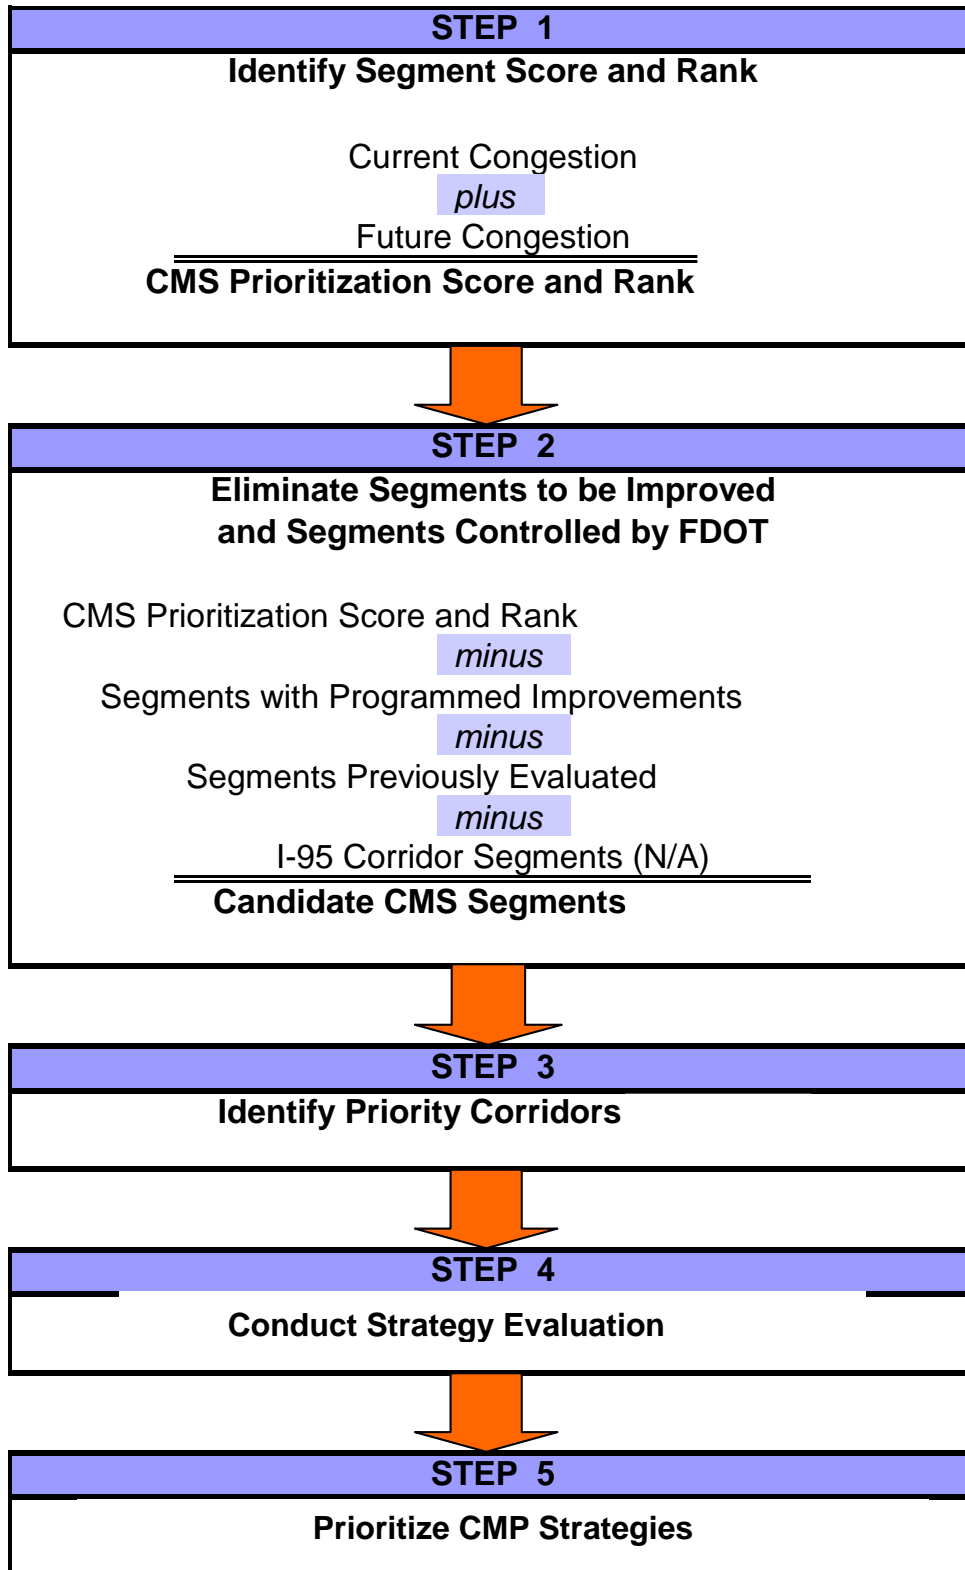 STEP 1
Identify Segment Score and Rank
Current Congestion
plus
Future Congestion
CMS Prioritization Score and Rank
STEP 2
Eliminate Segments to be Improved
and Segments Controlled by FDOT
CMS Prioritization Score and Rank
minus
Segments with Programmed Improvements
minus
Segments Previously Evaluated
minus
I-95 Corridor Segments (N/A)
Candidate CMS Segments
STEP 3
Identify Priority Corridors
STEP 4
Conduct Strategy Evaluation
STEP 5
Prioritize CMP Strategies